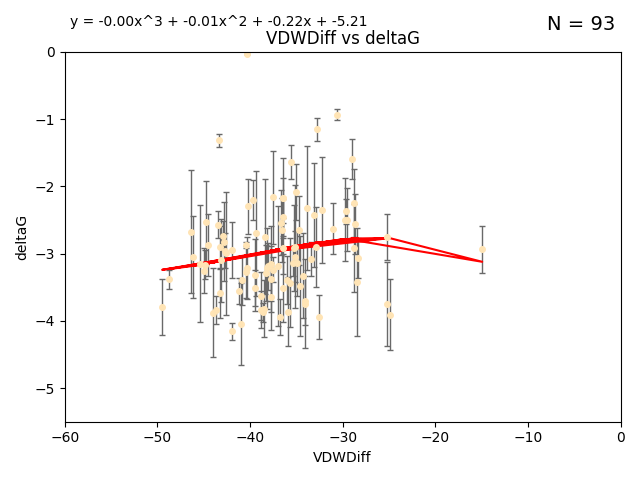 y = -0.00x^3 + -0.01x^2 + -0.22x + -5.21
N = 93
VDWDiff vs deltaG
0
−1
−2
−3
−4
−5
deltaG
−60
−50
−40
−30
−20
−10
0
VDWDiff